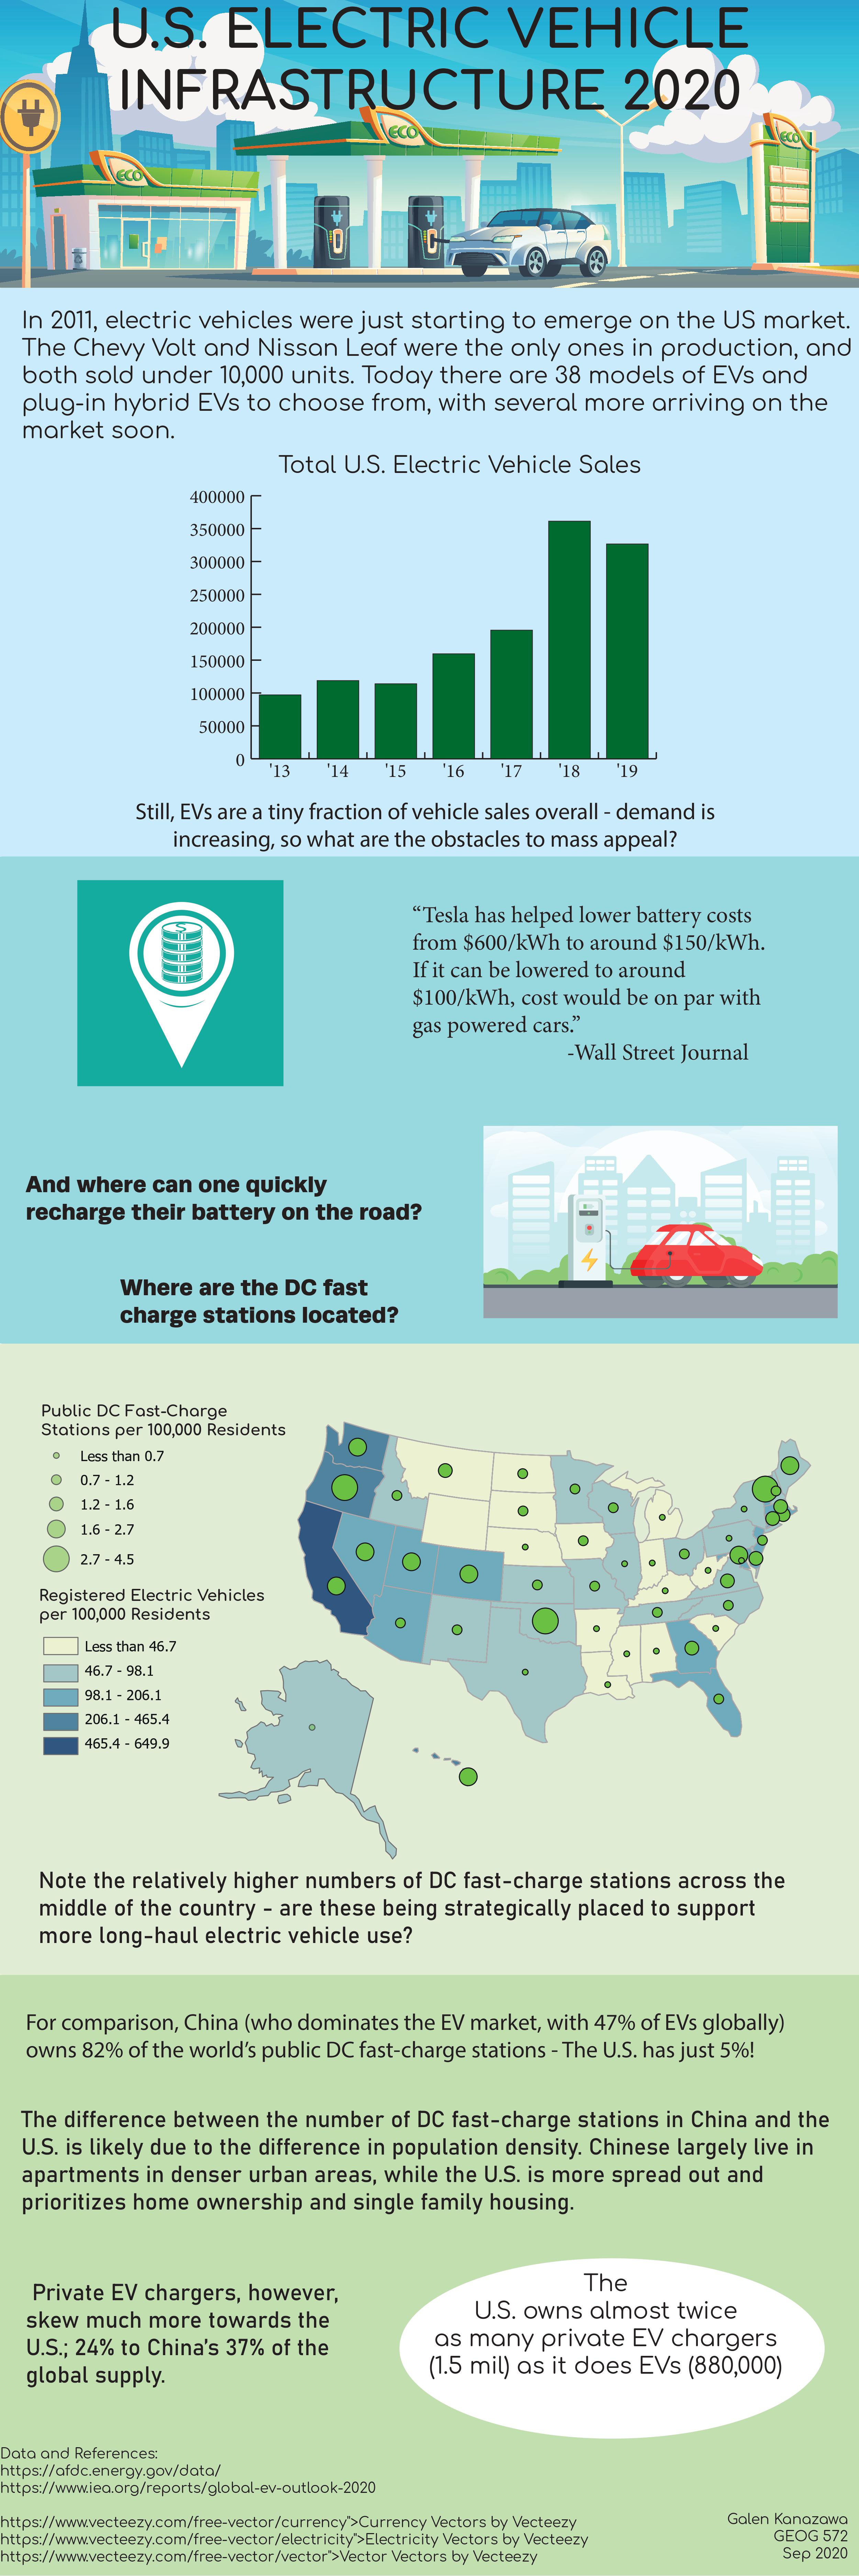 U.S. ELECTRIC VEHICLE
INFRASTRUCTURE 2020
ECO
ECO
ECO
In 2011, electric vehicles were just starting to emerge on the US market.
The Chevy Volt and Nissan Leaf were the only ones in production, and
both sold under 10,000 units. Today there are 38 models of EVs and
plug-in hybrid EVs to choose from, with several more arriving on the
market soon.
Total U.S. Electric Vehicle Sales
400000
350000
300000
250000
200000
150000
100000
50000
0
'13 '14 '15 '16 '17 '18 '19
Still, EVs are a tiny fraction of vehicle sales overall - demand is
increasing, so what are the obstacles to mass appeal?
$
“Tesla has helped lower battery costs
from $600/kWh to around $150/kWh.
If it can be lowered to around
$100/kWh, cost would be on par with
gas powered cars.”
-Wall Street Journal
And where can one quickly
recharge their battery on the road?
Where are the DC fast
charge stations located?
Public DC Fast-Charge
Stations per 100,000 Residents
Less than 0.7
0.7 - 1.2
1.2 - 1.6
1.6 - 2.7
2.7 - 4.5
Registered Electric Vehicles
per 100,000 Residents
Less than 46.7
46.7 - 98.1
98.1 - 206.1
206.1 - 465.4
465.4 - 649.9
Note the relatively higher numbers of DC fast-charge stations across the
middle of the country - are these being strategically placed to support
more long-haul electric vehicle use?
For comparison, China (who dominates the EV market, with 47% of EVs globally)
owns 82% of the world’s public DC fast-charge stations - The U.S. has just 5%!
The difference between the number of DC fast-charge stations in China and the
U.S. is likely due to the difference in population density. Chinese largely live in
apartments in denser urban areas, while the U.S. is more spread out and
prioritizes home ownership and single family housing.
Private EV chargers, however,
skew much more towards the
U.S.; 24% to China’s 37% of the
global supply.
The
U.S. owns almost twice
as many private EV chargers
(1.5 mil) as it does EVs (880,000)
Data and References:
https://afdc.energy.gov/data/
https://www.iea.org/reports/global-ev-outlook-2020
https://www.vecteezy.com/free-vector/currency">Currency Vectors by Vecteezy
https://www.vecteezy.com/free-vector/electricity">Electricity Vectors by Vecteezy
https://www.vecteezy.com/free-vector/vector">Vector Vectors by Vecteezy
Galen Kanazawa
GEOG 572
Sep 2020